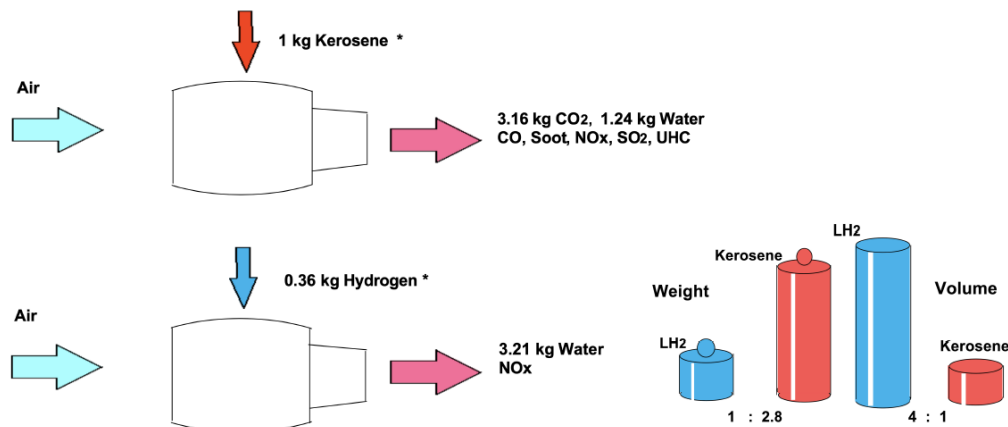 1 kg Kerosene *
Air
3.16 kg CO2, 1.24 kg Water
CO, Soot, NOx, SO2, UHC
0.36 kg Hydrogen *
Air
3.21 kg Water
NOx
LH2
Kerosene
Weight
Volume
LH2
Kerosene
1 : 2.8
4 : 1